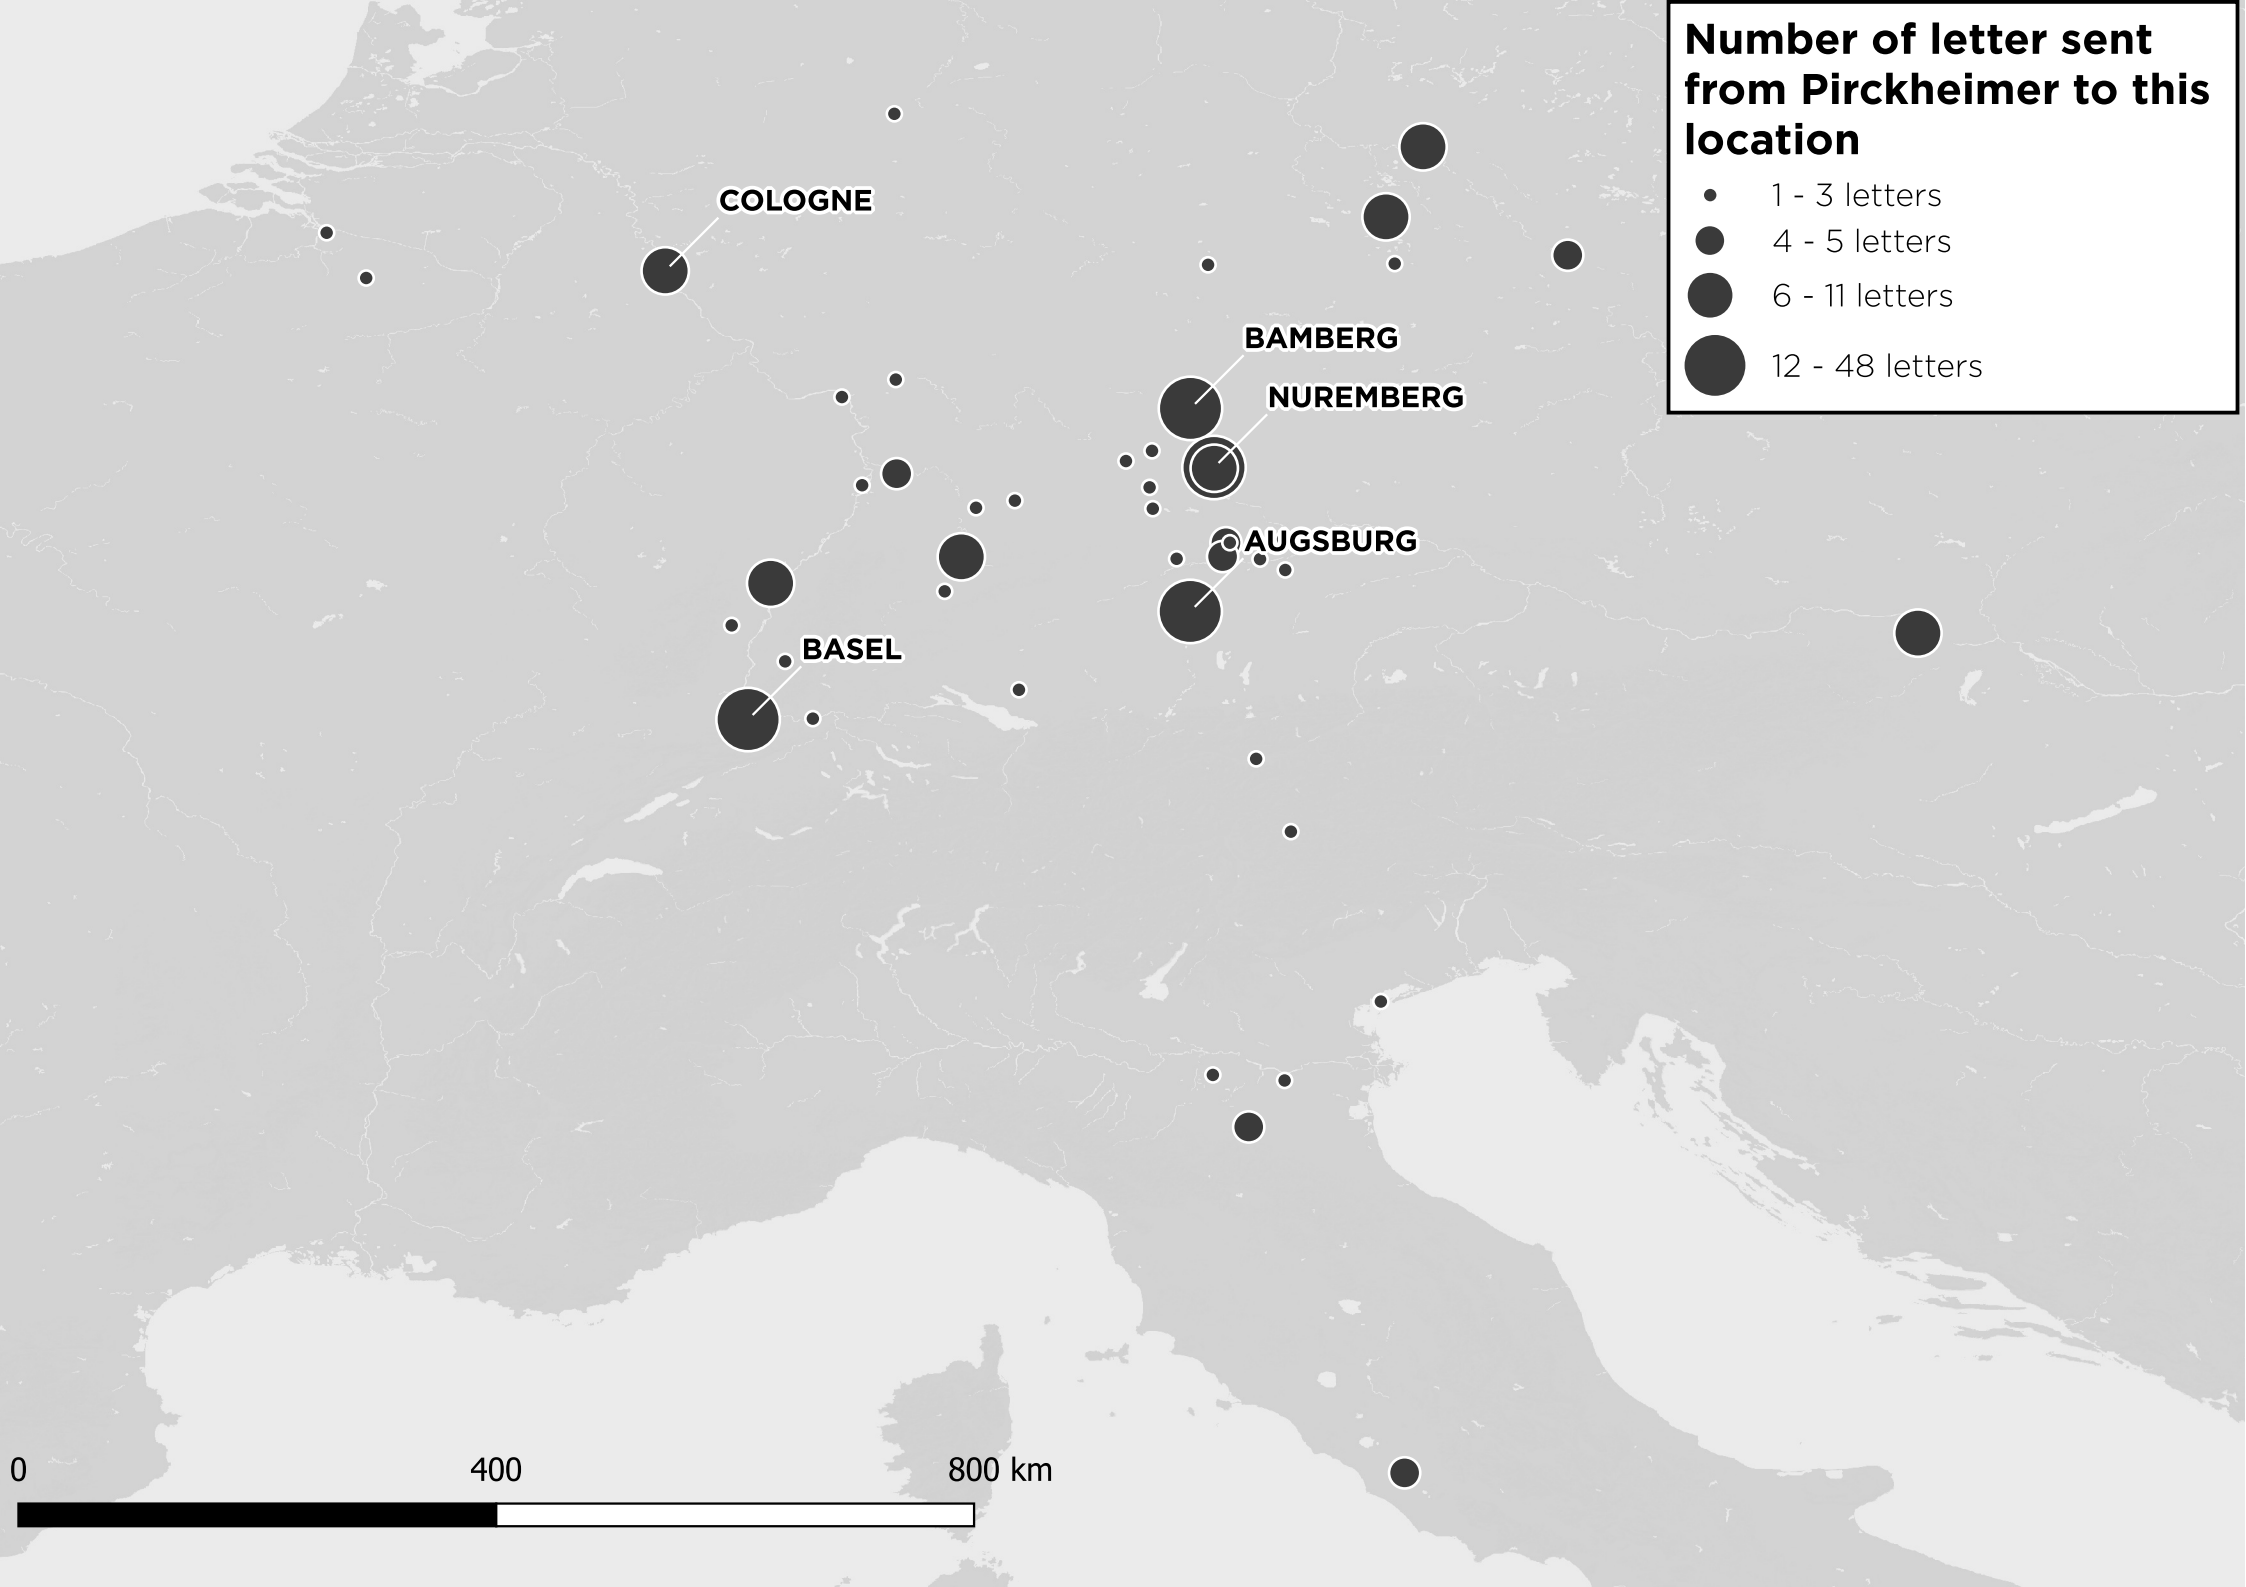 Number of letter sent
from Pirckheimer to this
location
1 - 3 letters
4 - 5 letters
6 - 11 letters
12 - 48 letters
COLOGNE
BAMBERG
NUREMBERG
AUGSBURG
BASEL
0 400 800 km